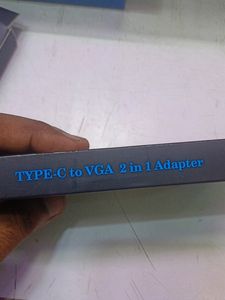 TYPE-C to VGA 2 in 1 Adapter